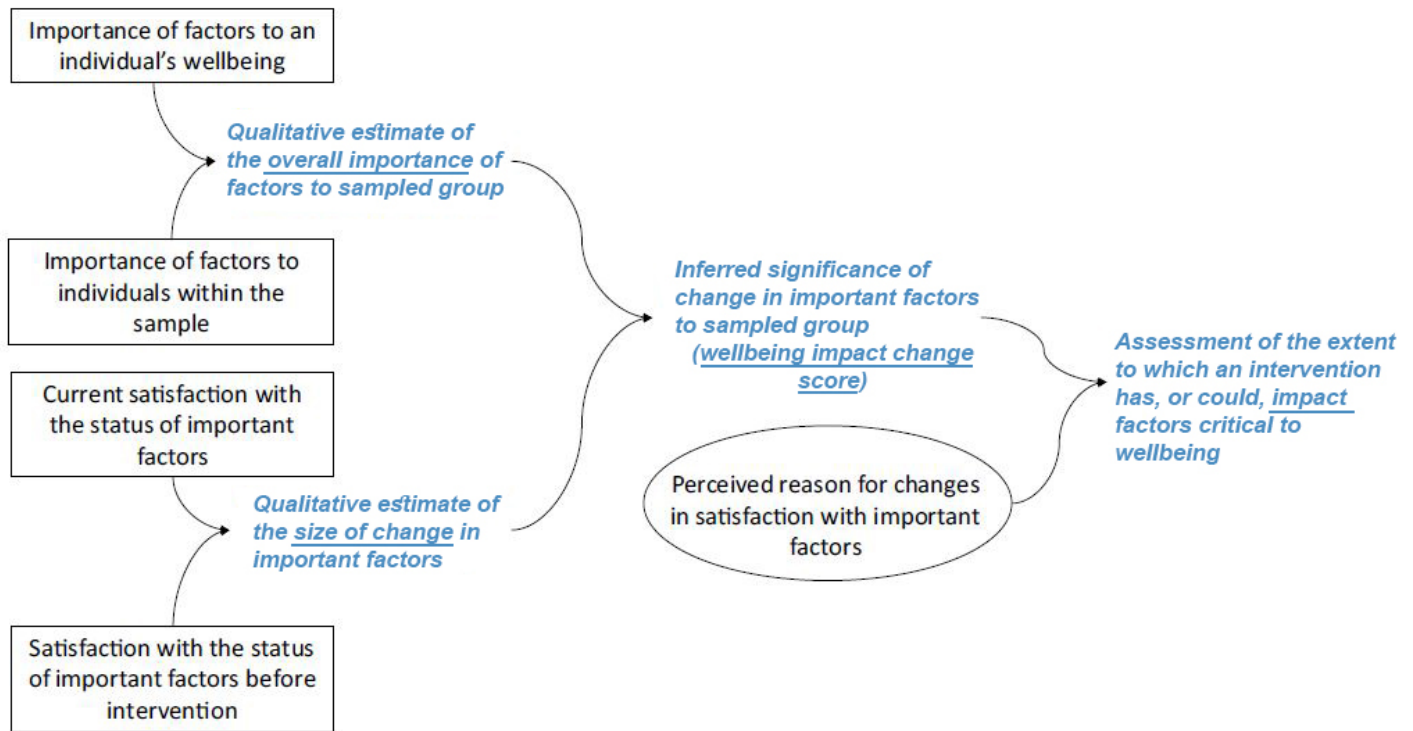 Importance of factors to an
individual's wellbeing
Qualitative estimate of
the overall importance of
factors to sampled group
Importance of factors to
individuals within the
sample
Current satisfaction with
the status of important
factors
Qualitative estimate of
the size of change in
important factors
Satisfaction with the status
of important factors before
intervention
Inferred significance of
change in important factors
to sampled group
(wellbeing impact change
score)
Perceived reason for changes
in satisfaction with important
factors
Assessment of the extent
to which an intervention
has, or could, impact
factors critical to
wellbeing